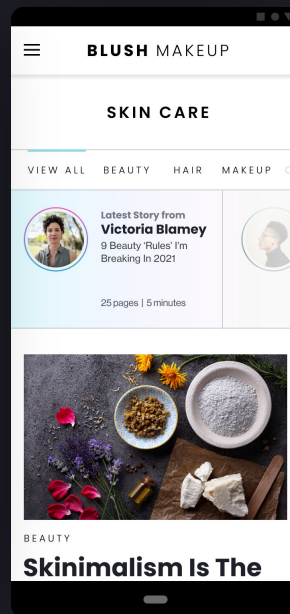 BLUSH MAKEUP
SKIN CARE
VIEW ALL BEAUTY HAIR MAKEUP
Latest Story from
Victoria Blamey
9 Beauty ‘Rules’ I’m
Breaking In 2021
25 pages | 5 minutes
BEAUTY
Skinimalism Is The